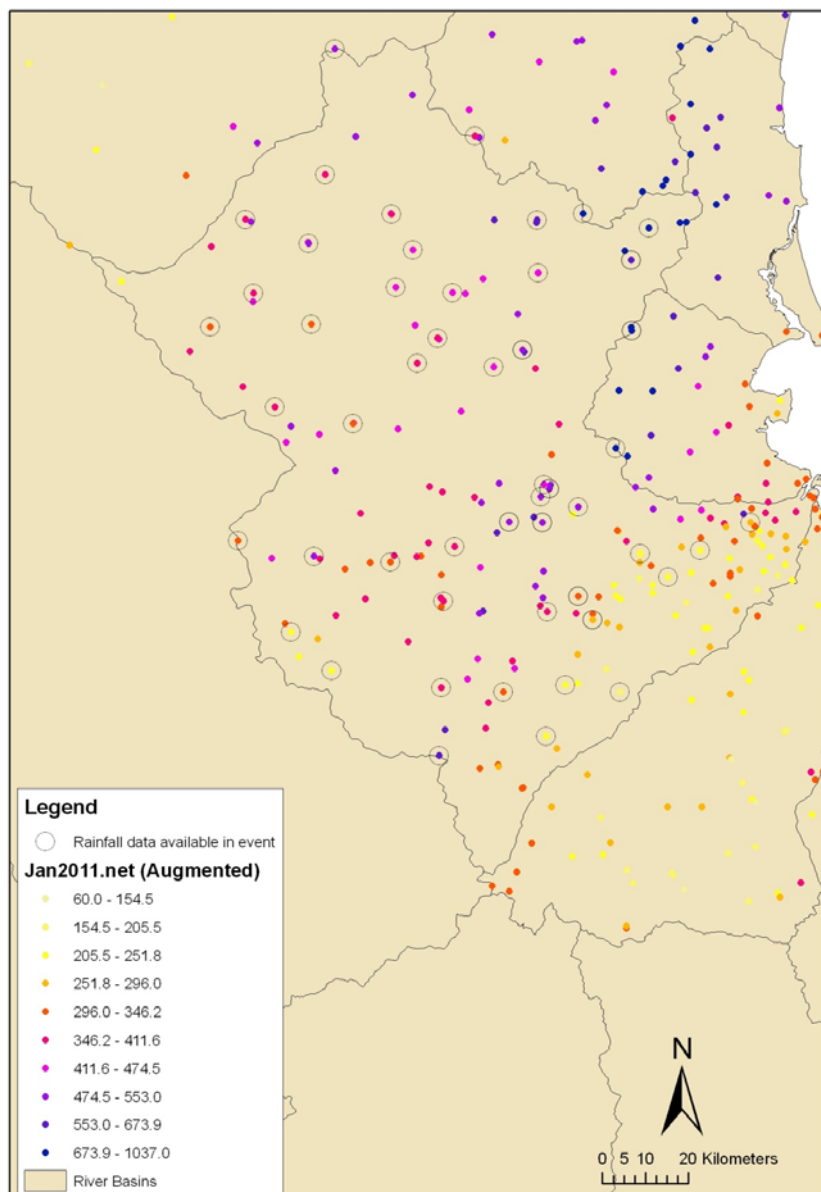 Legend
Rainfall data available in event
Jan2011.net (Augmented)
60.0 - 154.5
154.5 - 205.5
205.5 - 251.8
251.8 - 296.0
296.0 - 346.2
346.2 - 411.6
411.6 - 474.5
474.5 - 553.0
553.0 - 673.9
673.9 - 1037.0
River Basins
N
0 5 10 20 Kilometers